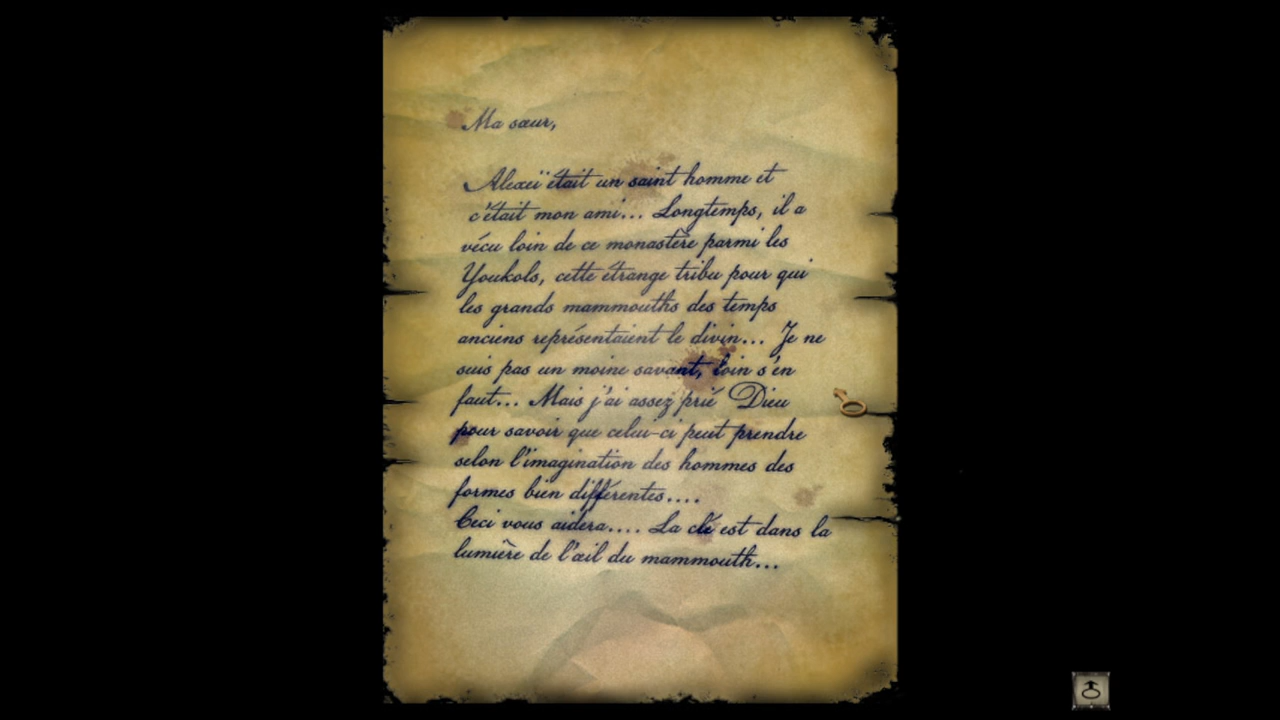 Ma sœur,
Alexeï était un saint homme et
c'était mon ami... Longtemps, il a
vécu loin de ce monastère parmi les
Youkols, cette étrange tribu pour qui
les grands mammouths des temps
anciens représentaient le divin... Je ne
suis pas un moine savant, loin s'en
faut... Mais j'ai assez prié Dieu
pour savoir que celui-ci peut prendre
selon l'imagination des hommes des
formes bien différentes....
Ceci vous aidera.... La clé est dans la
lumière de l'œil du mammouth...